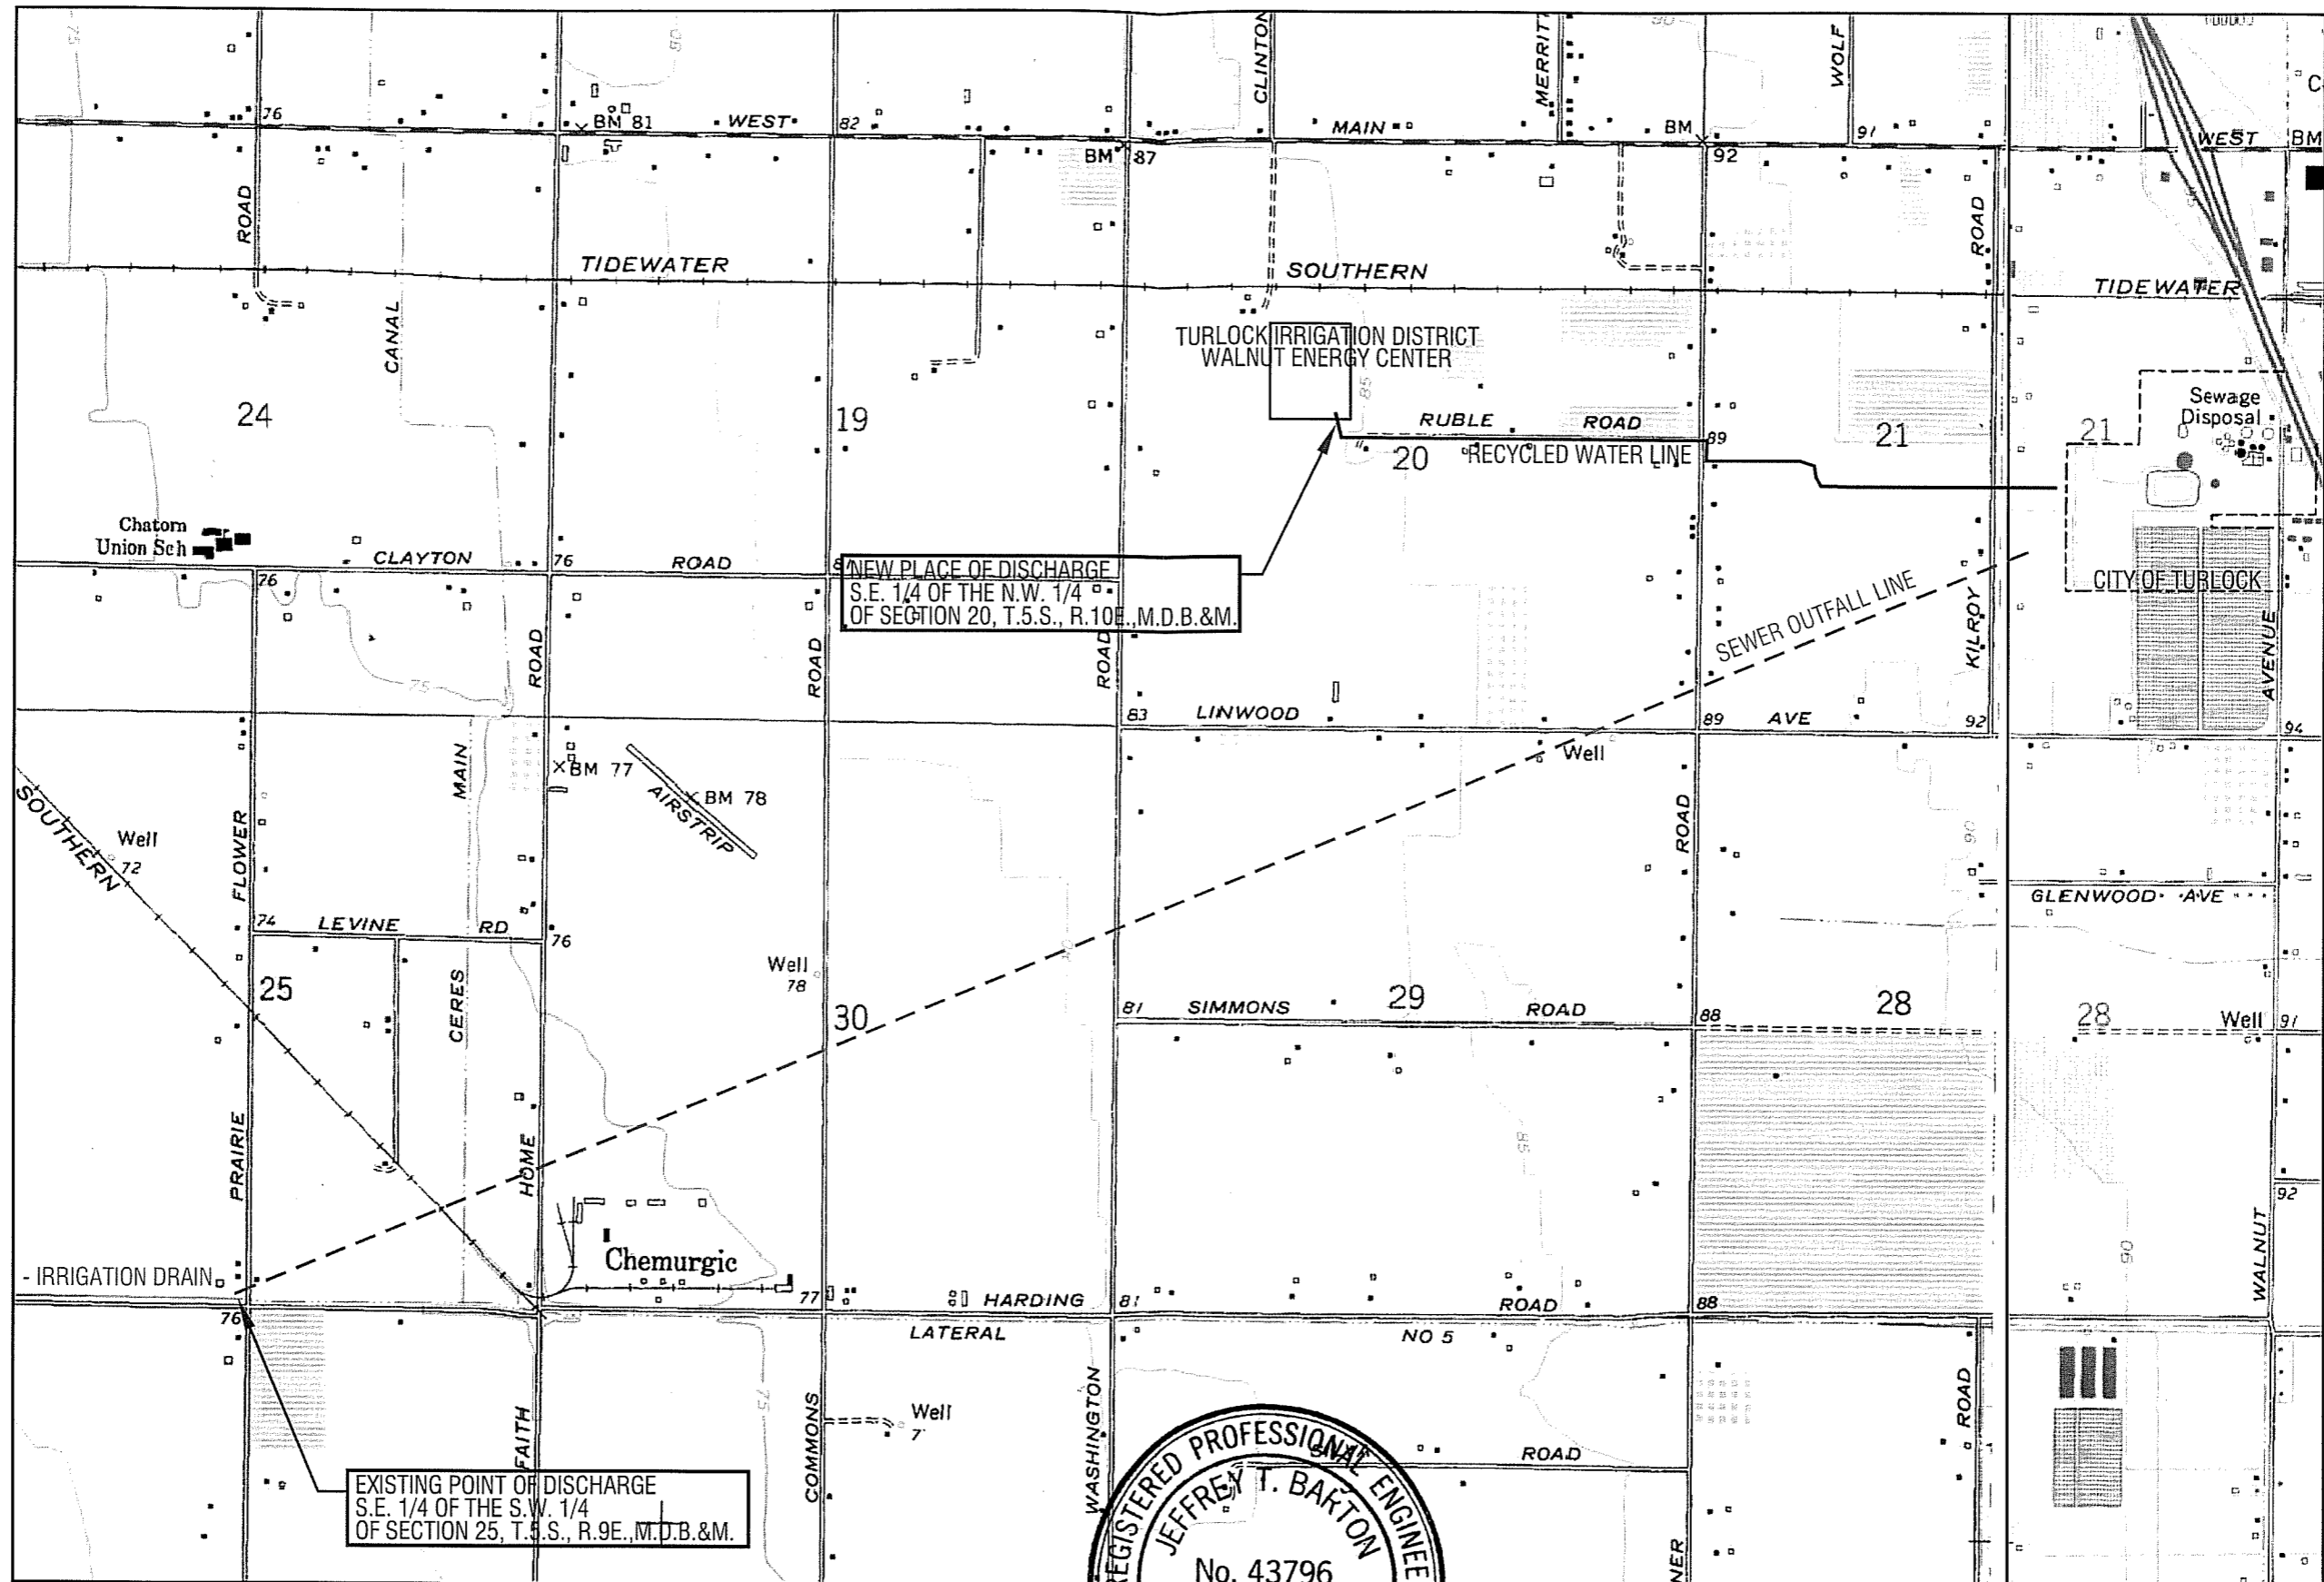 CLINTON
MERRITT
WOLF
76
BM 81
WEST
82
MAIN
BM
91
WEST
BM
BM
87
92
ROAD
ROAD
TIDEWATER
SOUTHERN
TIDEWATER
CANAL
TURLOCK IRRIGATION DISTRICT
WALNUT ENERGY CENTER
85
24
19
RUBLE ROAD
89
21
21
Sewage
Disposal
20
RECYCLED WATER LINE
Chatom
Union Sch
CLAYTON
76
ROAD
76
NEW PLACE OF DISCHARGE
S.E. 1/4 OF THE N.W. 1/4
OF SECTION 20, T.5.S., R.10E.,M.D.B.&M.
SEWER OUTFALL LINE
CITY OF TURLOCK
KILROY
AVENUE
ROAD
ROAD
ROAD
75
83
LINWOOD
89
AVE
92
94
Well
MAIN
BM 77
BM 78
AIRSTRIP
SOUTHERN
Well
72
FLOWER
ROAD
90
GLENWOOD AVE
74
LEVINE RD
76
Well
78
CERES
25
30
81
SIMMONS
29
ROAD
88
28
28
Well
91
PRAIRIE
HOME
85
92
Chemurgic
90
WALNUT
- IRRIGATION DRAIN
76
77
HARDING
81
ROAD
88
LATERAL
NO 5
75
FAITH
COMMONS
Well
WASHINGTON
ROAD
ROAD
EXISTING POINT OF DISCHARGE
S.E. 1/4 OF THE S.W. 1/4
OF SECTION 25, T.5.S., R.9E.,M.D.B.&M.
REGISTERED PROFESSIONAL ENGINEE
JEFFREY T. BARTON
No. 43796
NER